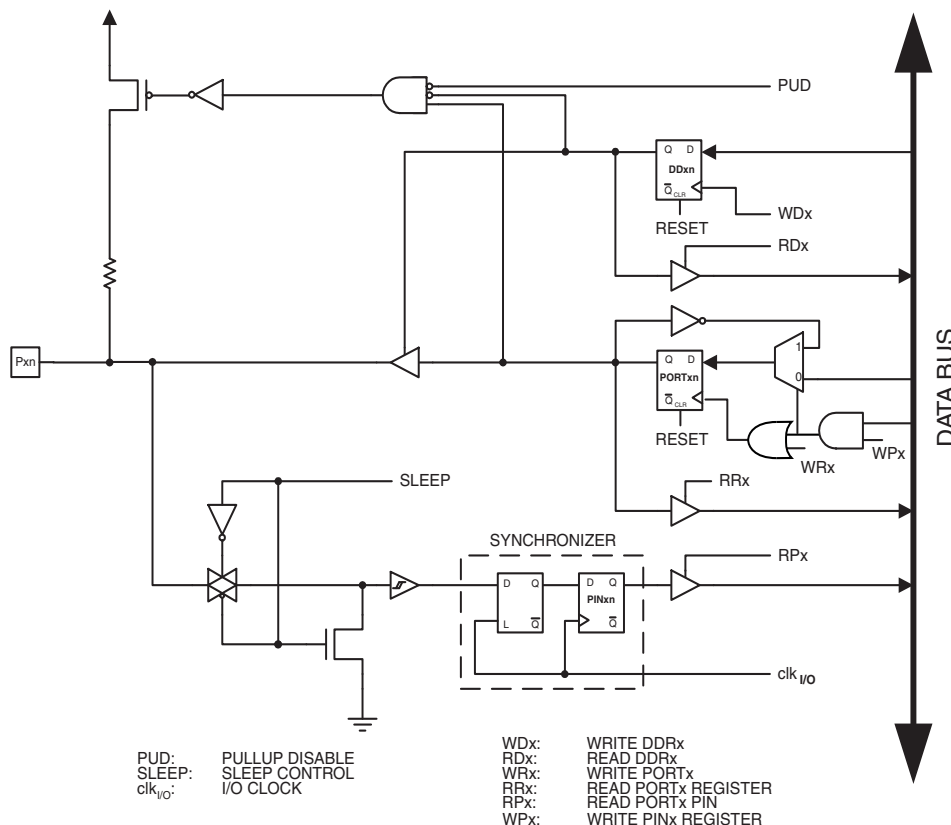 PUD
Q D
DDxn
Q CLR
WDx
RESET
RDx
Pxn
1
Q D
PORTxn
0
Q CLR
RESET
WRx
WPx
DATA BUS
SLEEP
RRx
SYNCHRONIZER
RPx
D Q
D Q
PINxn
L Q
Q
clk I/O
PUD: PULLUP DISABLE
SLEEP: SLEEP CONTROL
clkI/O: I/O CLOCK
WDx: WRITE DDRx
RDx: READ DDRx
WRx: WRITE PORTx
RRx: READ PORTx REGISTER
RPx: READ PORTx PIN
WPx: WRITE PINx REGISTER